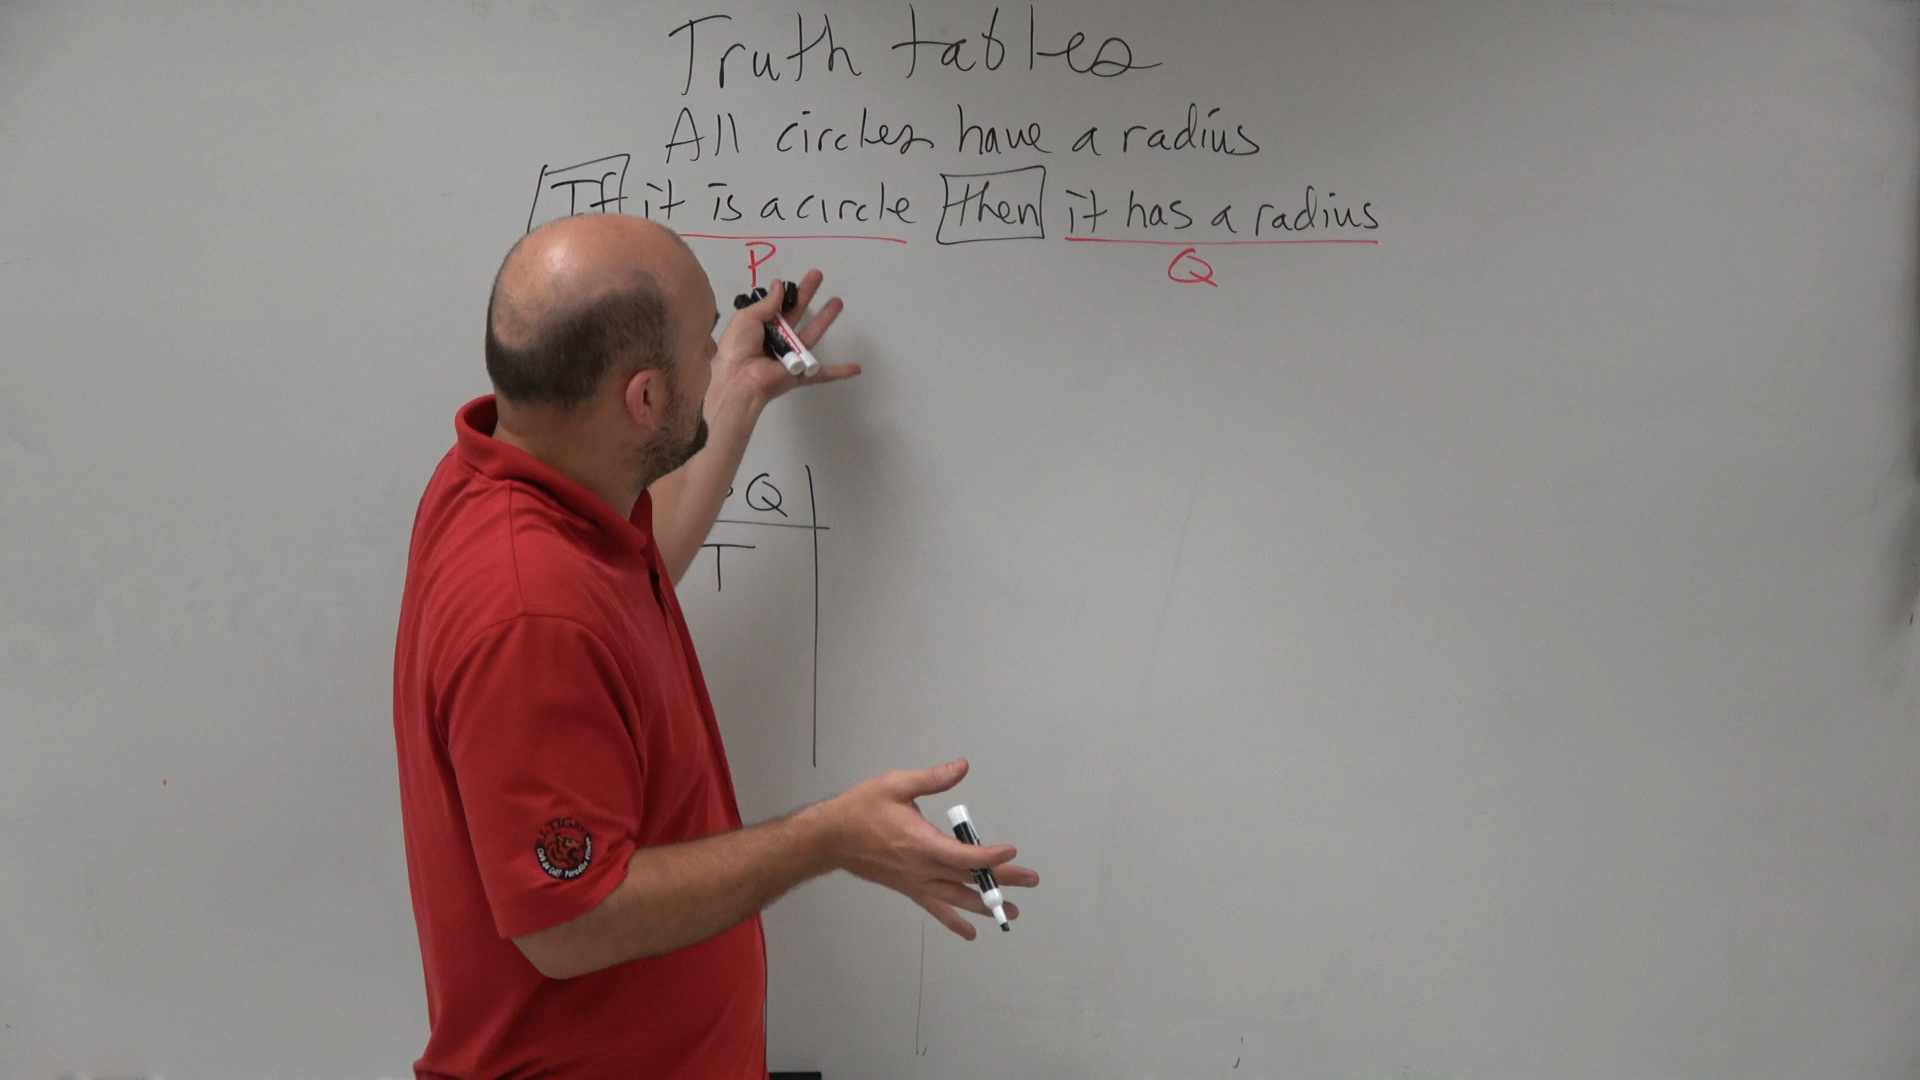 Truth tables
All circles have a radius
If it is a circle then it has a radius
P Q
Q
T